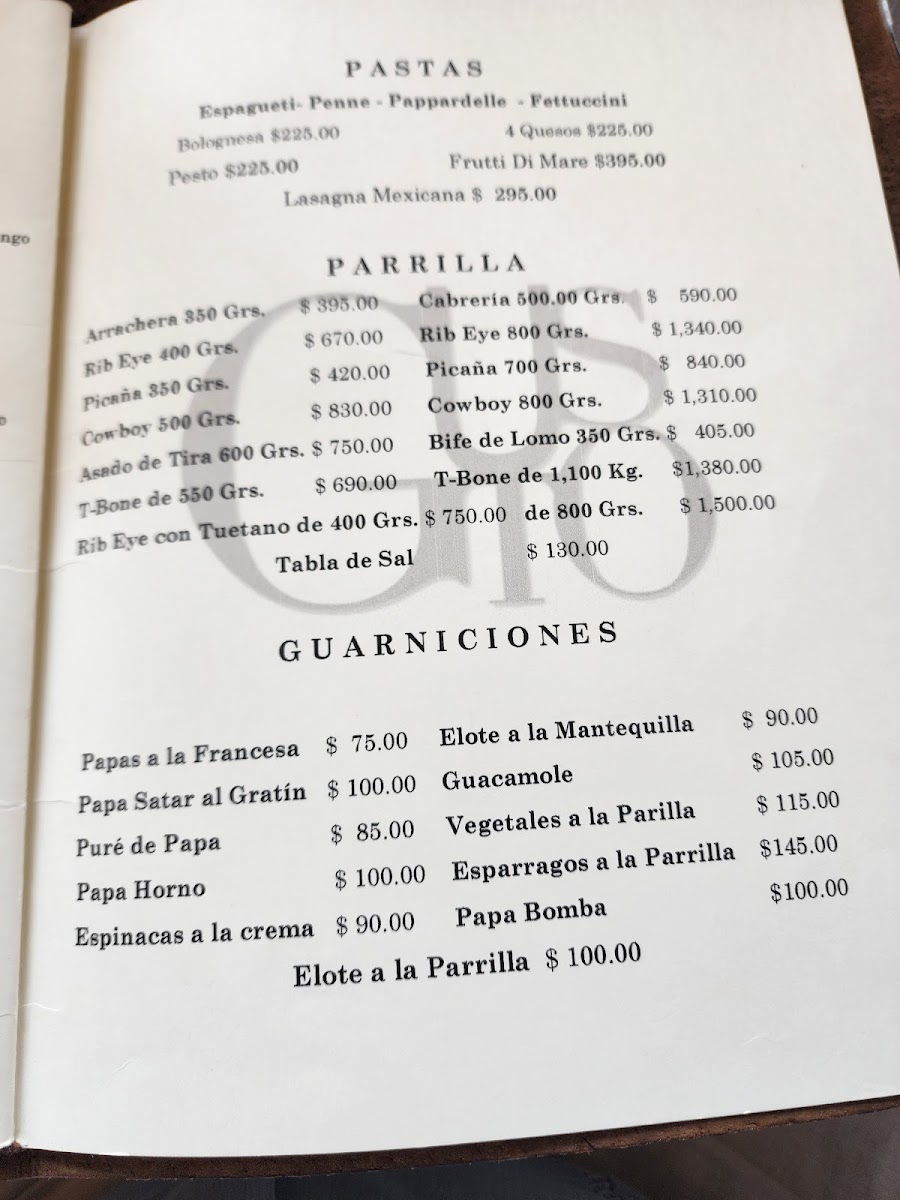 PASTAS
Espagueti- Penne - Pappardelle - Fettuccini
Bolognesa $225.00 4 Quesos $225.00
Pesto $225.00 Frutti Di Mare $395.00
Lasagna Mexicana $ 295.00
PARRILLA
Arrachera 350 Grs. $ 395.00 Cabrería 500.00 Grs. $ 590.00
Rib Eye 400 Grs. $ 670.00 Rib Eye 800 Grs. $ 1,340.00
Picaña 350 Grs. $ 420.00 Picaña 700 Grs. $ 840.00
Cowboy 500 Grs. $ 830.00 Cowboy 800 Grs. $ 1,310.00
Asado de Tira 600 Grs. $ 750.00 Bife de Lomo 350 Grs. $ 405.00
T-Bone de 550 Grs. $ 690.00 T-Bone de 1,100 Kg. $1,380.00
Rib Eye con Tuetano de 400 Grs. $ 750.00 de 800 Grs. $ 1,500.00
Tabla de Sal $ 130.00
GUSTO
GUARNICIONES
Papas a la Francesa $ 75.00 Elote a la Mantequilla $ 90.00
Papa Satar al Gratín $ 100.00 Guacamole $ 105.00
Puré de Papa $ 85.00 Vegetales a la Parilla $ 115.00
Papa Horno $ 100.00 Esparragos a la Parrilla $145.00
Espinacas a la crema $ 90.00 Papa Bomba $100.00
Elote a la Parrilla $ 100.00